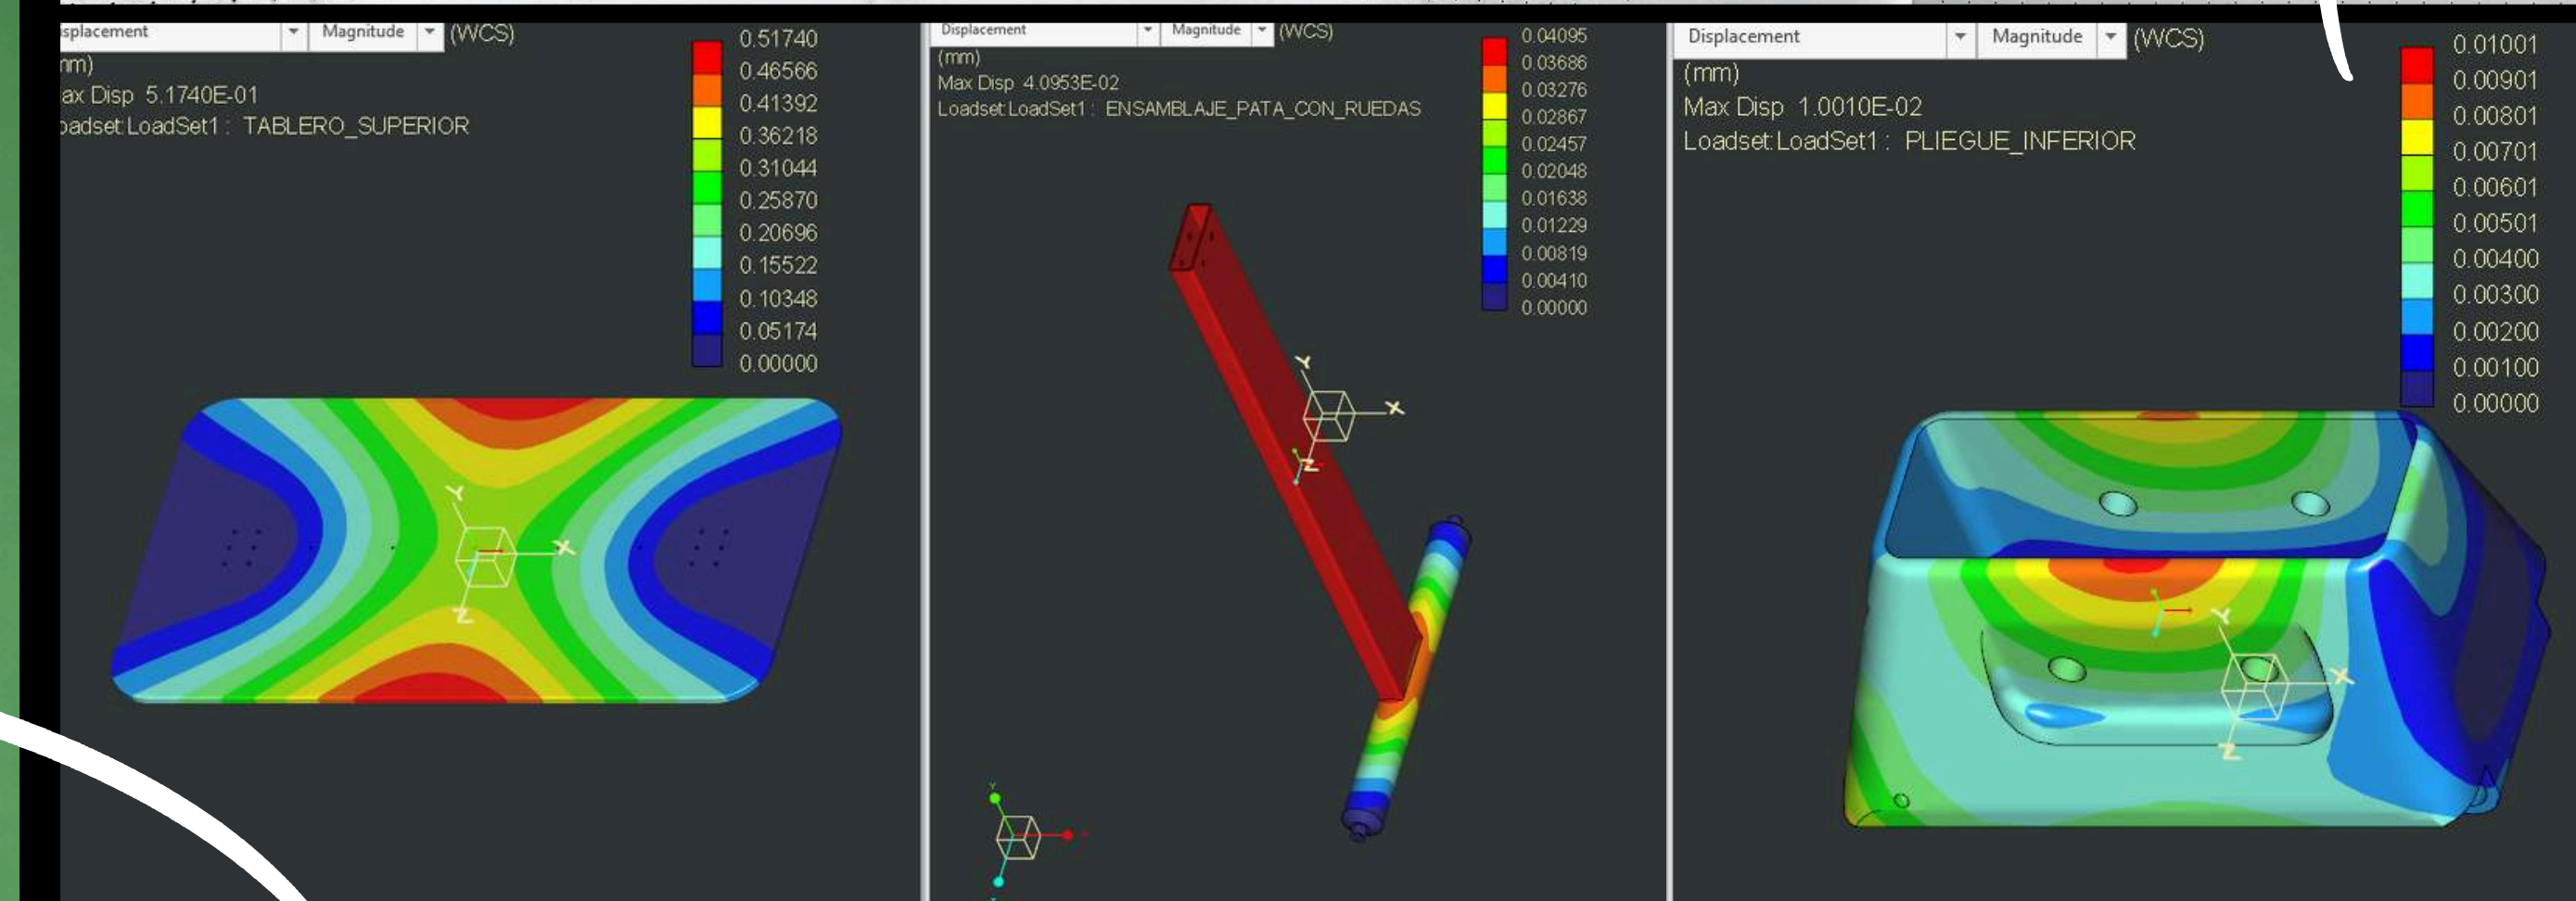 splacement Magnitude (WCS)
mm)
ax Disp 5.1740E-01
oadset:LoadSet1 : TABLERO_SUPERIOR
0.51740
0.46566
0.41392
0.36218
0.31044
0.25870
0.20696
0.15522
0.10348
0.05174
0.00000
Y
X
Z
Displacement Magnitude (WCS)
(mm)
Max Disp 4.0953E-02
Loadset:LoadSet1 : ENSAMBLAJE_PATA_CON_RUEDAS
0.04095
0.03686
0.03276
0.02867
0.02457
0.02048
0.01638
0.01229
0.00819
0.00410
0.00000
Y
X
Z
Y
Displacement Magnitude (WCS)
(mm)
Max Disp 1.0010E-02
Loadset:LoadSet1 : PLIEGUE_INFERIOR
0.01001
0.00901
0.00801
0.00701
0.00601
0.00501
0.00400
0.00300
0.00200
0.00100
0.00000
Y
X
Z